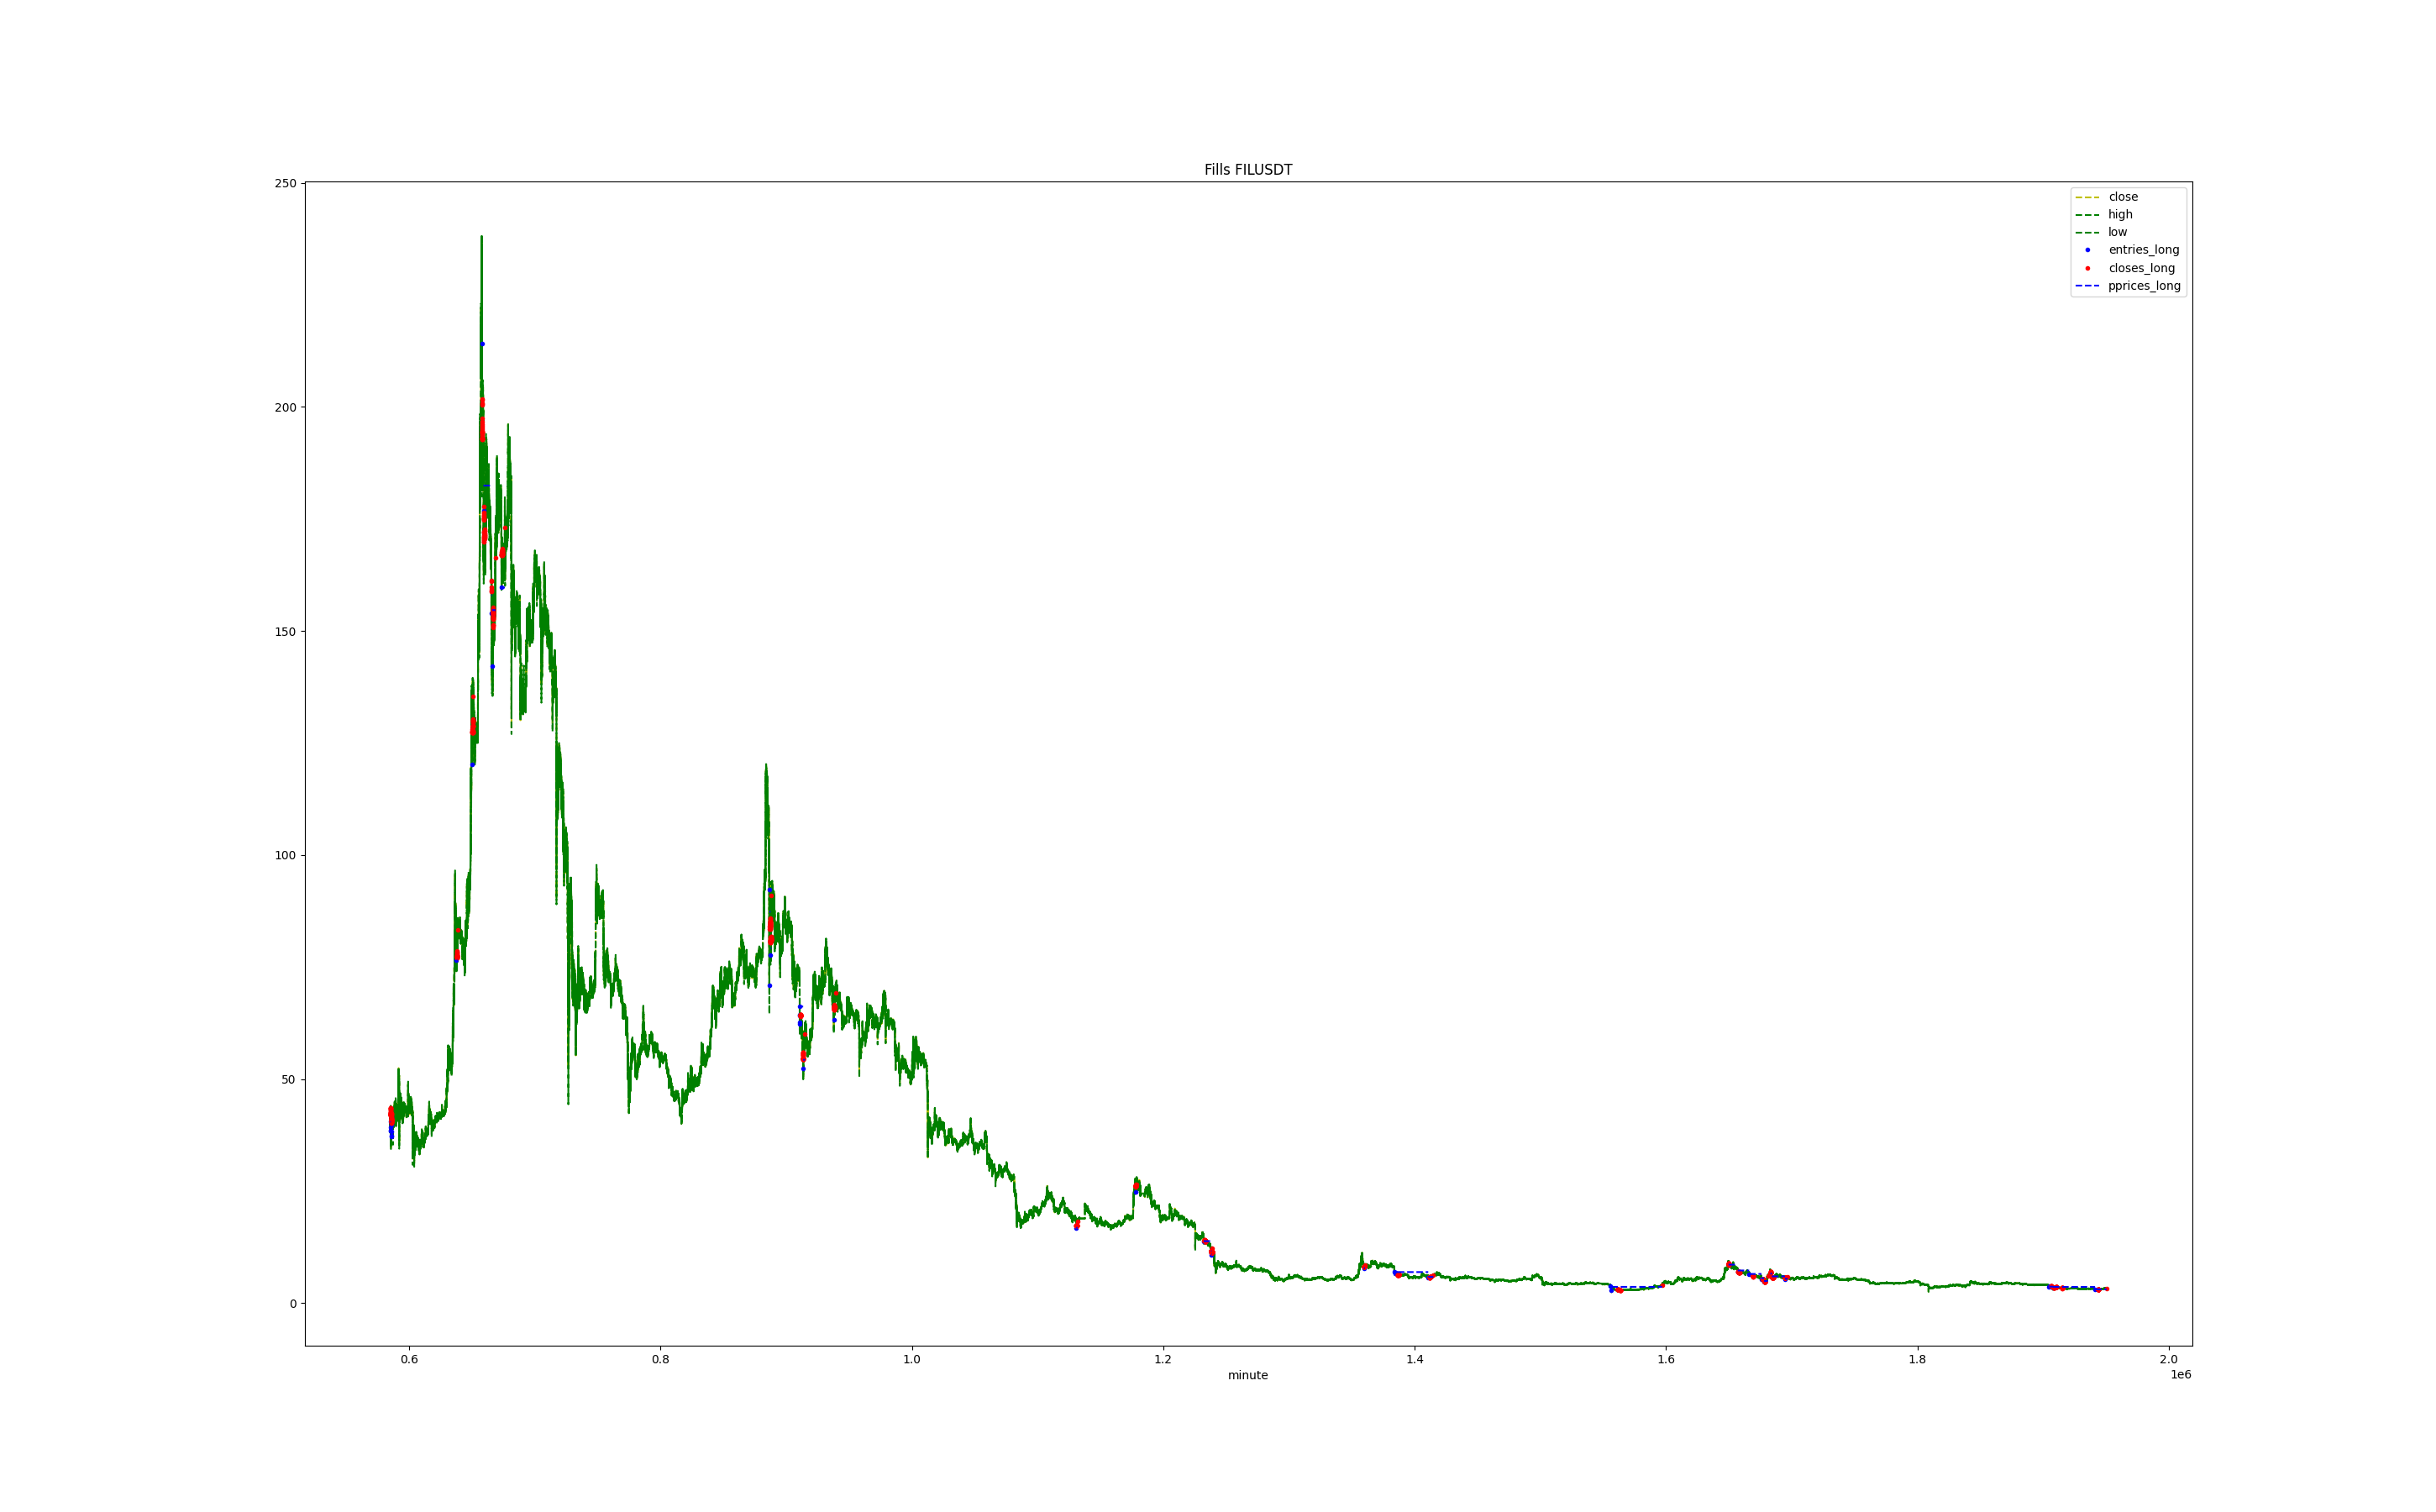 Fills FILUSDT
250
200
150
100
50
0
close
high
low
entries_long
closes_long
pprices_long
0.6 0.8 1.0 1.2 1.4 1.6 1.8 2.0
1e6
minute